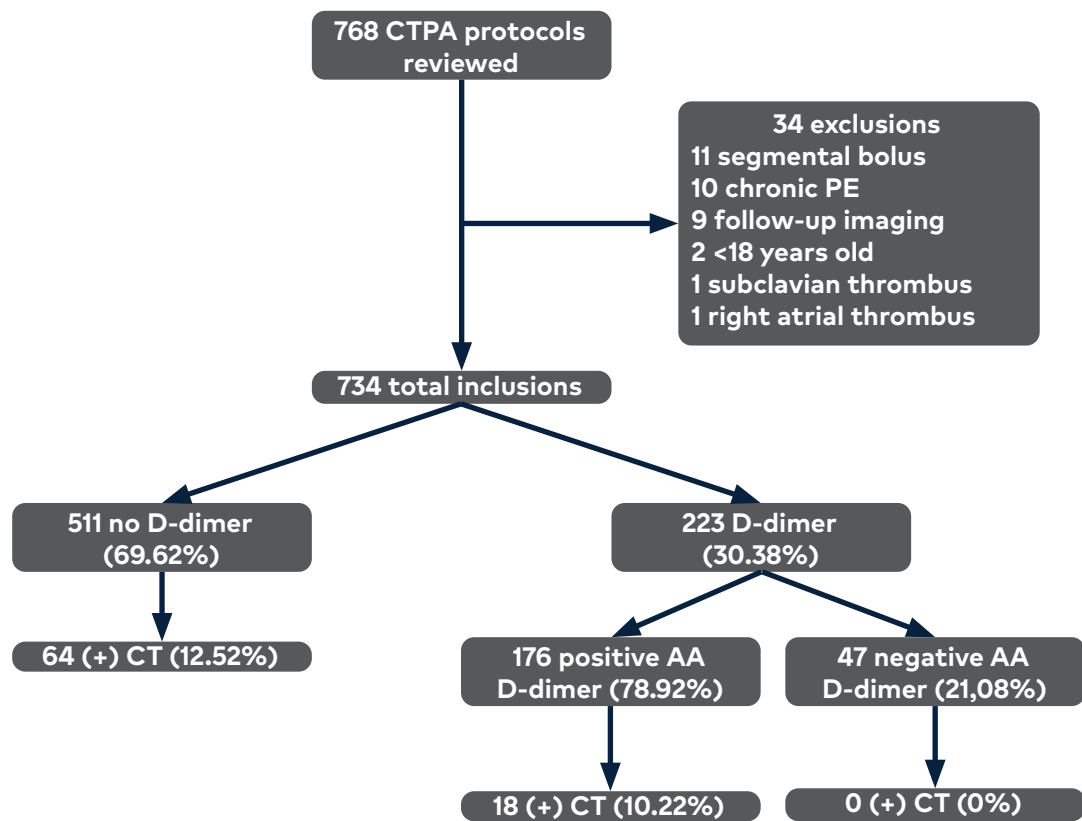 768 CTPA protocols
reviewed
34 exclusions
11 segmental bolus
10 chronic PE
9 follow-up imaging
2 <18 years old
1 subclavian thrombus
1 right atrial thrombus
734 total inclusions
511 no D-dimer
(69.62%)
223 D-dimer
(30.38%)
64 (+) CT (12.52%)
176 positive AA
D-dimer (78.92%)
47 negative AA
D-dimer (21,08%)
18 (+) CT (10.22%)
0 (+) CT (0%)